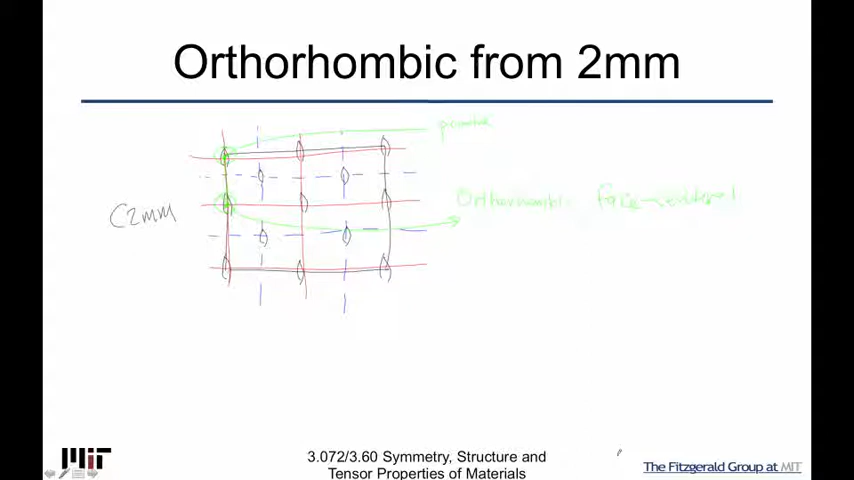 Orthorhombic from 2mm
primitive
Orthorhombic Face-centered
C2mm
MIT
3.072/3.60 Symmetry, Structure and
Tensor Properties of Materials
The Fitzgerald Group at MIT